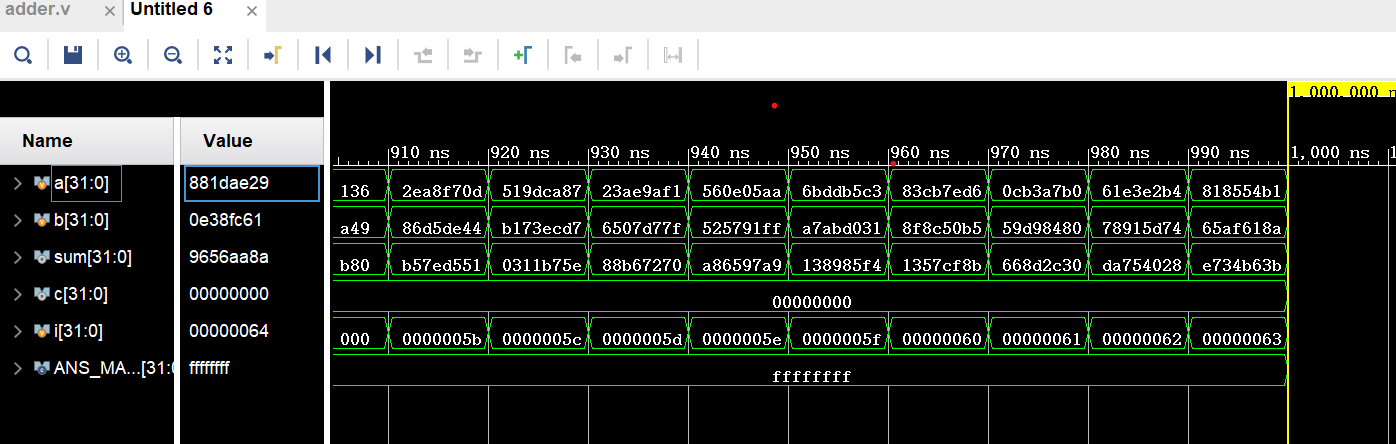 adder.v × Untitled 6 ×
1,000.000 n
Name Value
910 ns 920 ns 930 ns 940 ns 950 ns 960 ns 970 ns 980 ns 990 ns 1,000 ns 1
a[31:0] 881dae29 136 2ea8f70d 519dca87 23ae9af1 560e05aa 6bddb5c3 83cb7ed6 0cb3a7b0 61e3e2b4 818554b1
b[31:0] 0e38fc61 a49 86d5de44 b173ecd7 6507d77f 525791ff a7abd031 8f8c50b5 59d98480 78915d74 65af618a
sum[31:0] 9656aa8a b80 b57ed551 0311b75e 88b67270 a86597a9 138985f4 1357cf8b 668d2c30 da754028 e734b63b
c[31:0] 00000000 00000000
i[31:0] 00000064 000 0000005b 0000005c 0000005d 0000005e 0000005f 00000060 00000061 00000062 00000063
ANS_MA...[31:0 ffffffff ffffffff